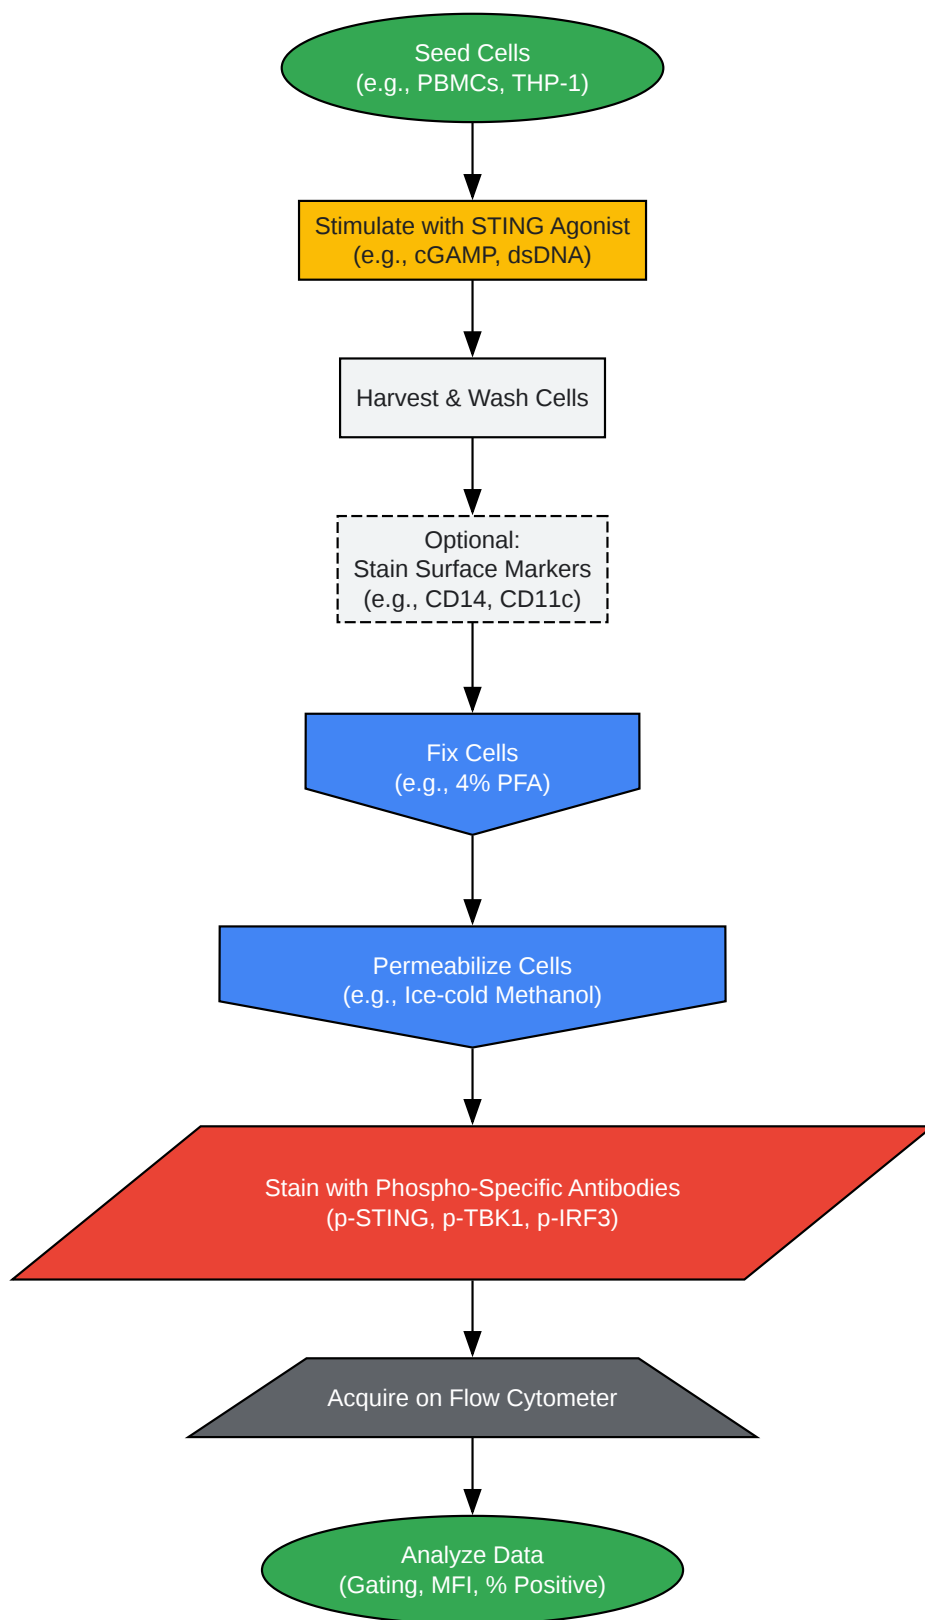 Seed Cells
(e.g., PBMCs, THP-1)
Stimulate with STING Agonist
(e.g., cGAMP, dsDNA)
Harvest & Wash Cells
Optional:
Stain Surface Markers
(e.g., CD14, CD11c)
Fix Cells
(e.g., 4% PFA)
Permeabilize Cells
(e.g., Ice-cold Methanol)
Stain with Phospho-Specific Antibodies
(p-STING, p-TBK1, p-IRF3)
Acquire on Flow Cytometer
Analyze Data
(Gating, MFI, % Positive)